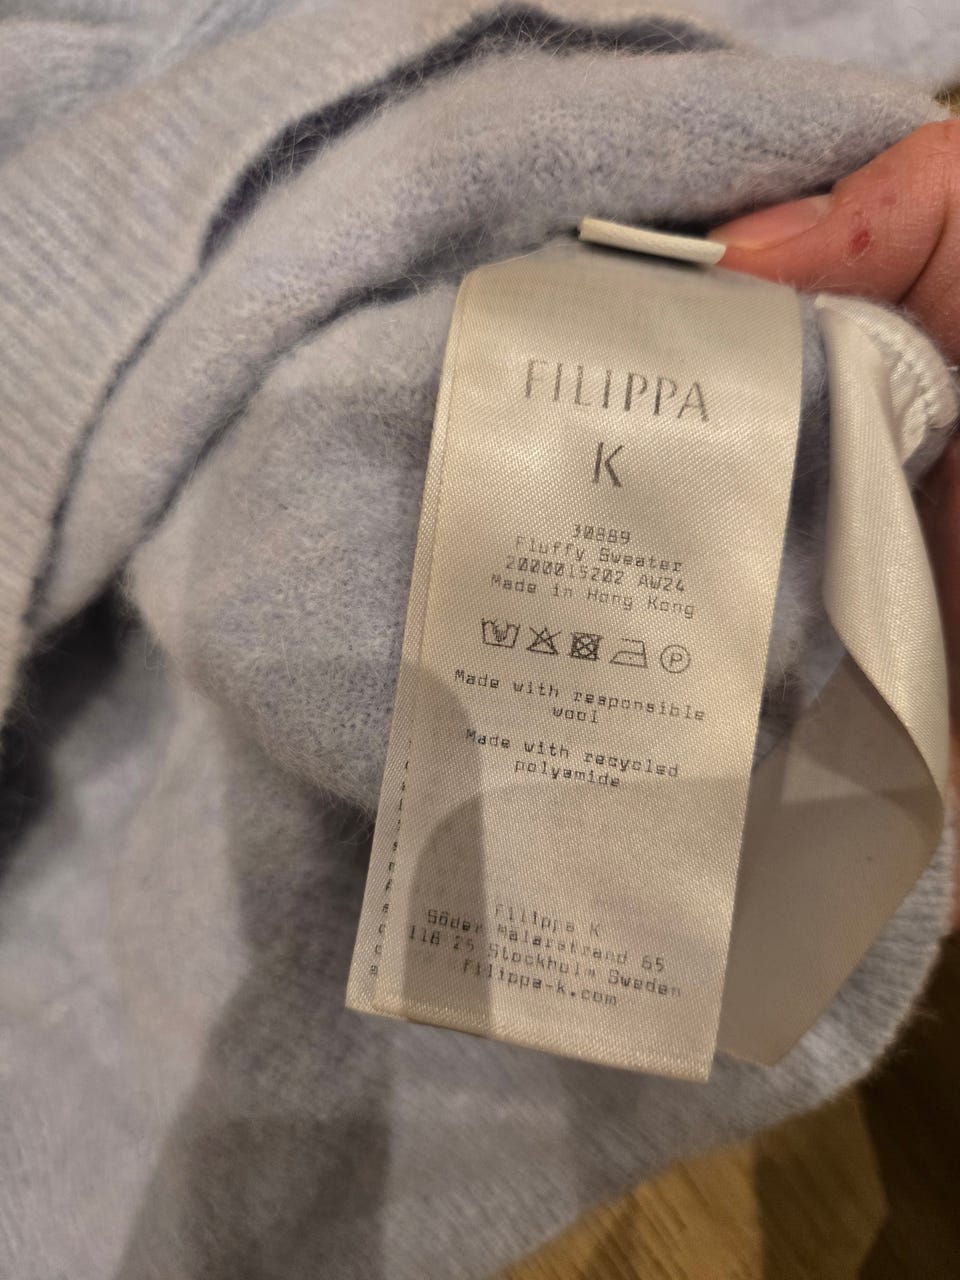 FILIPPA
K
30889
Fluffy Sweater
2000015202 AW24
Made in Hong Kong
P
Made with responsible
wool
Made with recycled
polyamide
Filippa K
Söder Mälarstrand 65
118 25 Stockholm Sweden
filippa-k.com